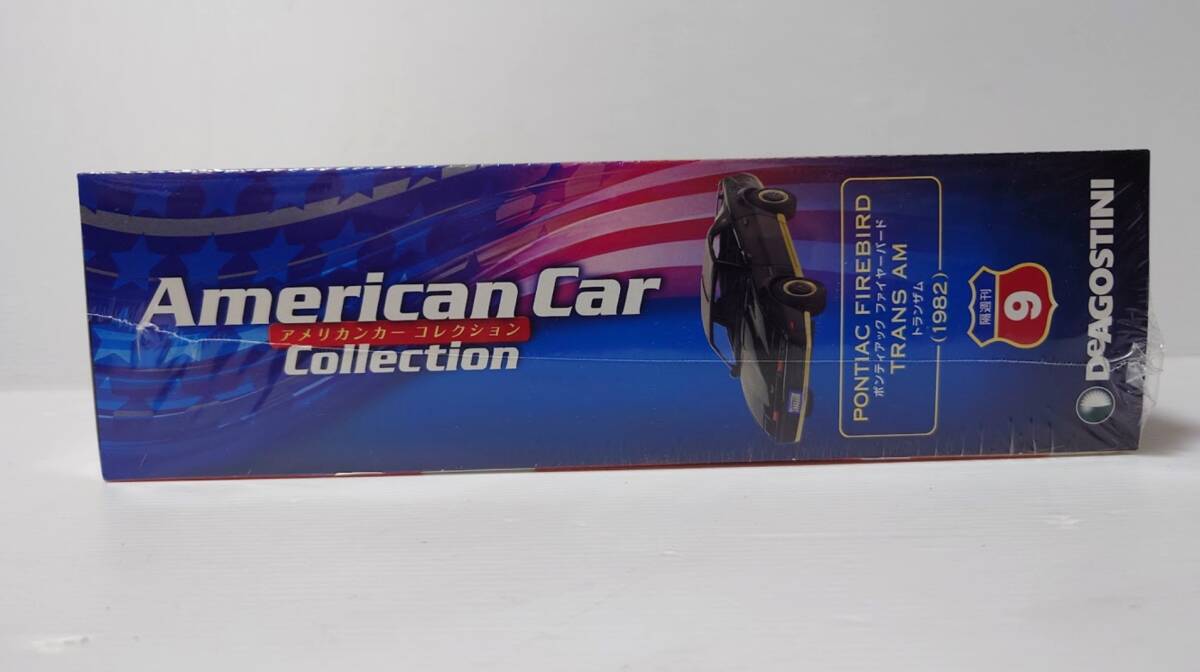 American Car
アメリカンカー コレクション
Collection
PONTIAC FIREBIRD
ポンティアック ファイヤーバード
TRANS AM
トランザム
(1982)
隔週刊
9
DeAGOSTINI